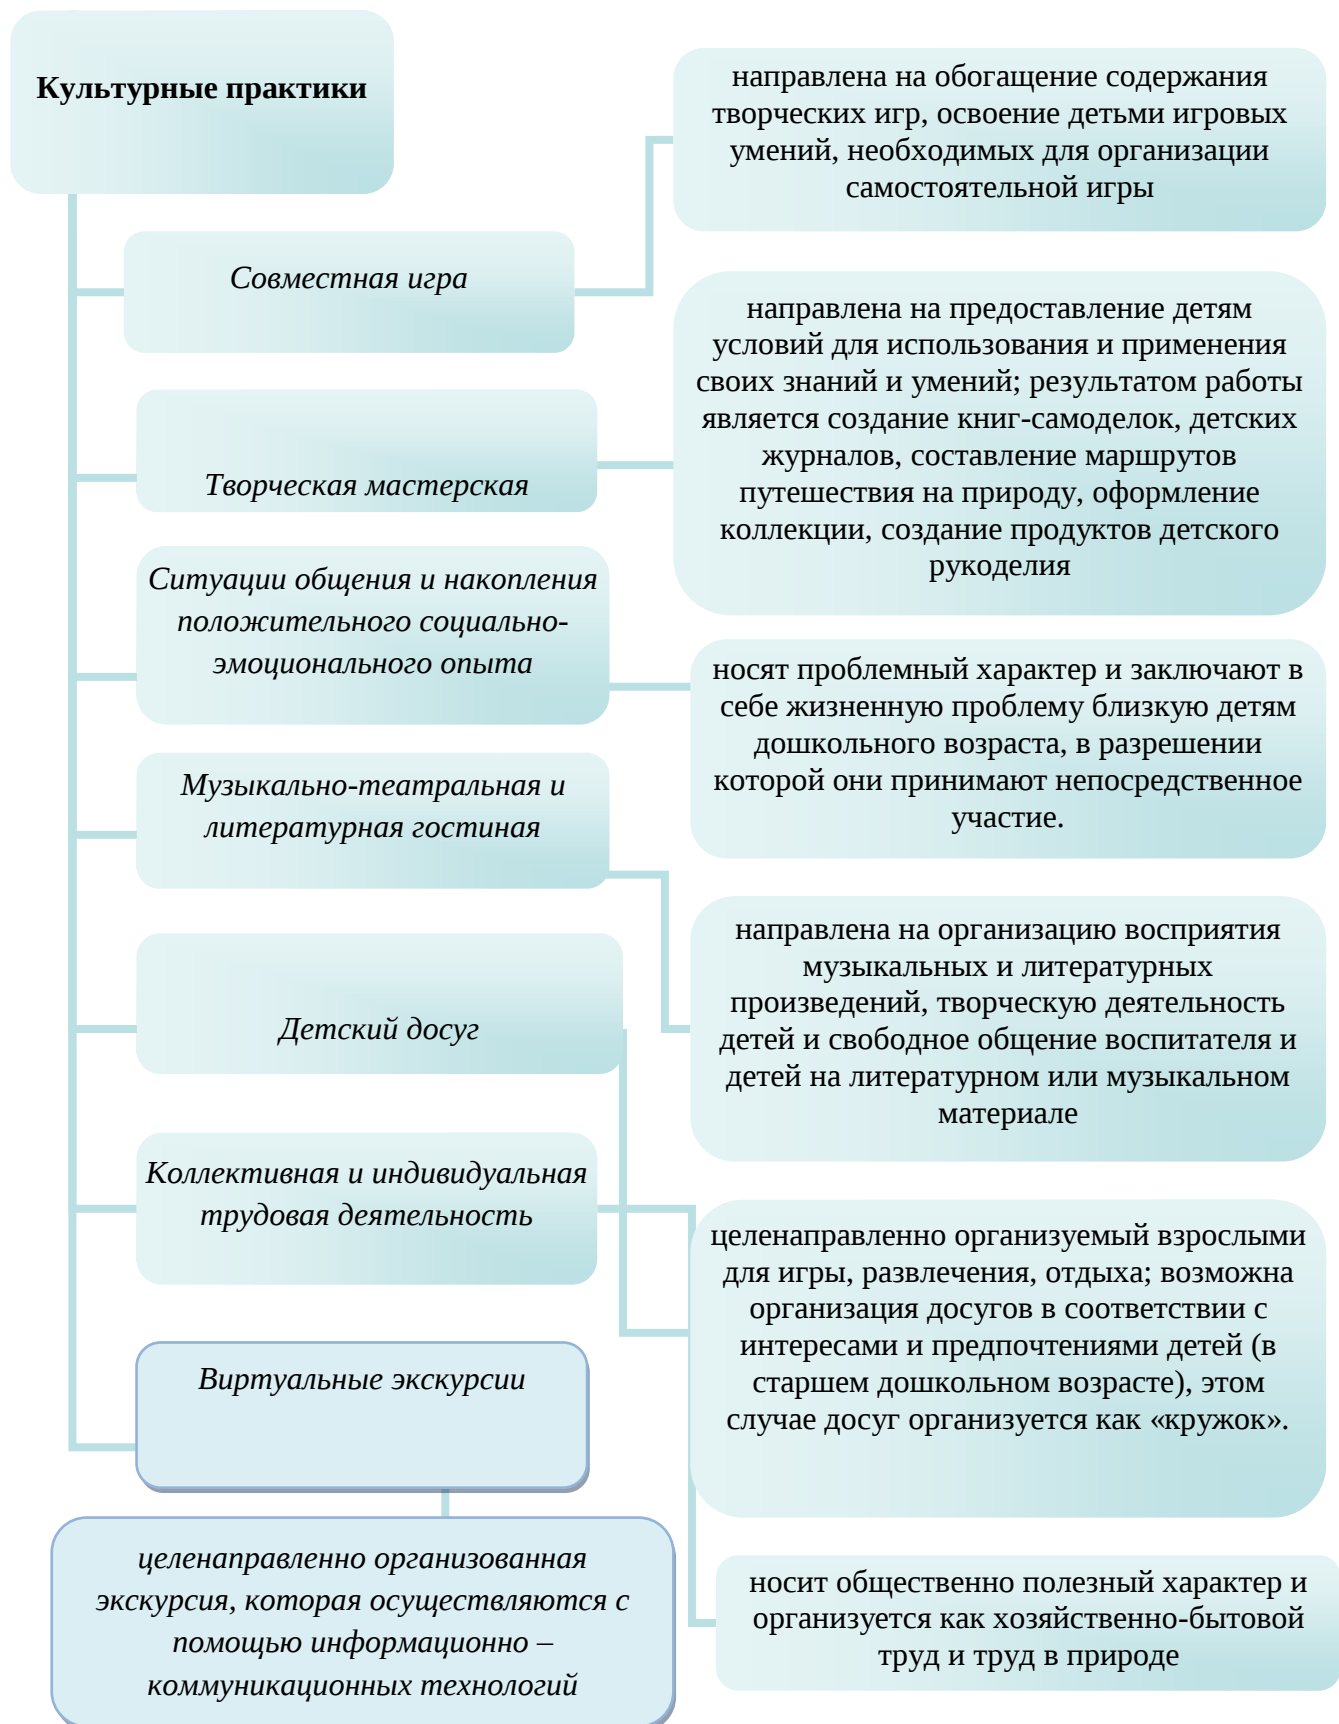 Культурные практики
Совместная игра
направлена на обогащение содержания
творческих игр, освоение детьми игровых
умений, необходимых для организации
самостоятельной игры
Творческая мастерская
направлена на предоставление детям
условий для использования и применения
своих знаний и умений; результатом работы
является создание книг-самоделок, детских
журналов, составление маршрутов
путешествия на природу, оформление
коллекции, создание продуктов детского
рукоделия
Ситуации общения и накопления
положительного социально-
эмоционального опыта
носят проблемный характер и заключают в
себе жизненную проблему близкую детям
дошкольного возраста, в разрешении
которой они принимают непосредственное
участие.
Музыкально-театральная и
литературная гостиная
направлена на организацию восприятия
музыкальных и литературных
произведений, творческую деятельность
детей и свободное общение воспитателя и
детей на литературном или музыкальном
материале
Детский досуг
целенаправленно организуемый взрослыми
для игры, развлечения, отдыха; возможна
организация досугов в соответствии с
интересами и предпочтениями детей (в
старшем дошкольном возрасте), этом
случае досуг организуется как «кружок».
Коллективная и индивидуальная
трудовая деятельность
носит общественно полезный характер и
организуется как хозяйственно-бытовой
труд и труд в природе
Виртуальные экскурсии
целенаправленно организованная
экскурсия, которая осуществляются с
помощью информационно –
коммуникационных технологий